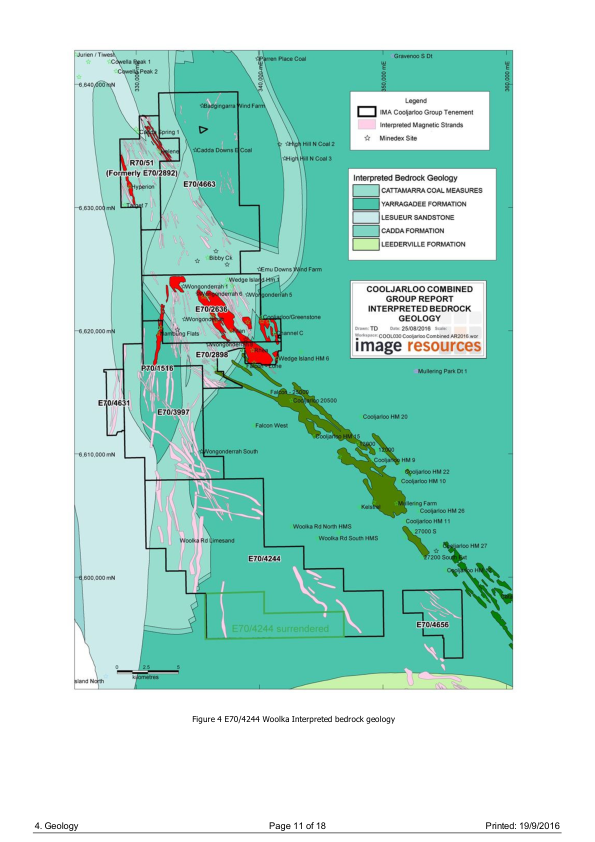 Jurien / Tiwest
Cowella Peak 1
Cowella Peak 2
Parren Place Coal
Gravenoo S Dt
330,000 mE
340,000 mE
350,000 mE
360,000 mE
6,640,000 mN
Badgingarra Wind Farm
Legend
IMA Cooljarloo Group Tenement
Interpreted Magnetic Strands
Minedex Site
Cadda Spring 1
Cadda Downs E Coal
High Hill N Coal 2
High Hill N Coal 3
R70/51
(Formerly E70/2892)
Hyperion
E70/4663
Interpreted Bedrock Geology
CATTAMARRA COAL MEASURES
YARRAGADEE FORMATION
LESUEUR SANDSTONE
CADDA FORMATION
LEEDERVILLE FORMATION
6,630,000 mN
Bibby Ck
Emu Downs Wind Farm
Wedge Island Hm
Wongonderrah 1
Wongonderrah 6
Wongonderrah 5
COOLJARLOO COMBINED
GROUP REPORT
INTERPRETED BEDROCK
GEOLOGY
Drawn: TD Date: 25/08/2016 Scale:
Workspace: COOL030 Cooljarloo Combined AR2016.wor
image resources
E70/2636
Wongonderrah
Cooljarloo/Greenstone
6,620,000 mN
Nambung Flats
Channel C
Wongonderrah
E70/2898
Wedge Island HM 6
P70/1516
Mullering Park Dt 1
E70/4631
E70/3997
Cooljarloo 20500
Falcon West
Cooljarloo HM 20
Cooljarloo HM 15
Wongonderrah South
6,610,000 mN
Cooljarloo HM 9
Cooljarloo HM 22
Cooljarloo HM 10
Mullering Farm
Cooljarloo HM 26
Cooljarloo HM 11
Woolka Rd North HMS
Woolka Rd South HMS
27000 S
Woolka Rd Limesand
Cooljarloo HM 27
E70/4244
6,600,000 mN
E70/4656
E70/4244 surrendered
0 2.5 5
kilometres
Island North
Figure 4 E70/4244 Woolka Interpreted bedrock geology
4. Geology Page 11 of 18 Printed: 19/9/2016